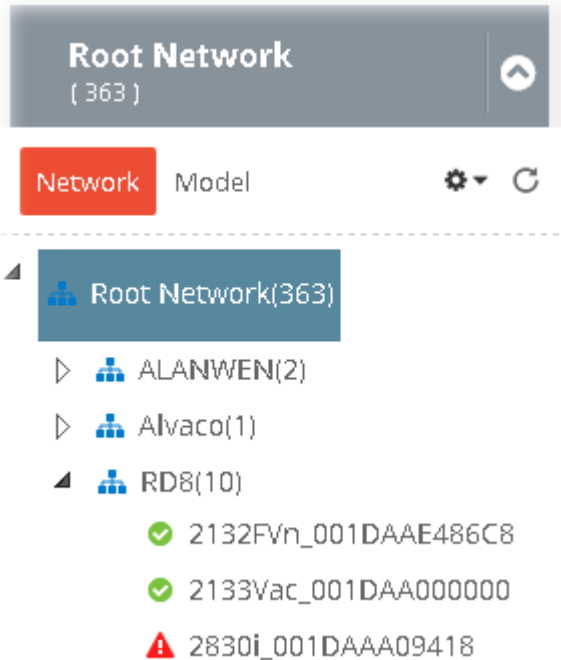 Root Network
( 363 )
Network Model
Root Network(363)
ALANWEN(2)
Alvaco(1)
RD8(10)
2132FVn_001DAAE486C8
2133Vac_001DAA000000
2830i_001DAAA09418